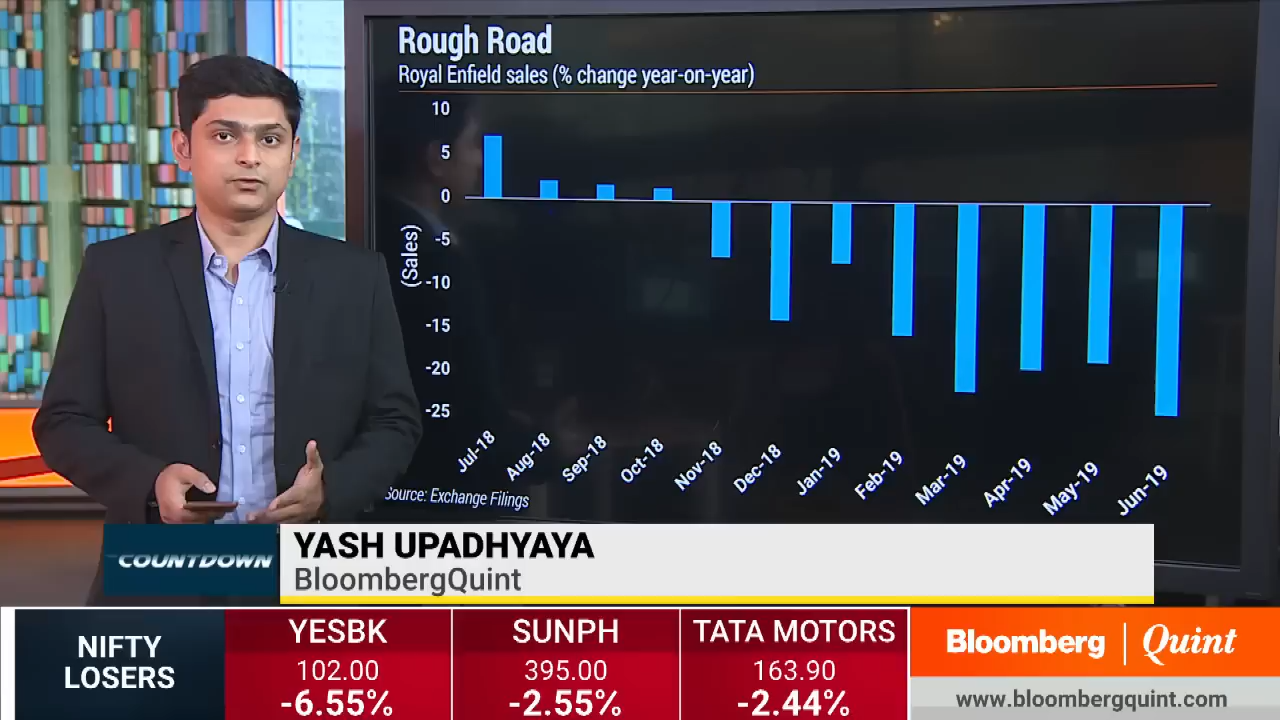 Rough Road
Royal Enfield sales (% change year-on-year)
10
5
0
-5
-10
-15
-20
-25
(Sales)
Jul-18
Aug-18
Sep-18
Oct-18
Nov-18
Dec-18
Jan-19
Feb-19
Mar-19
Apr-19
May-19
Jun-19
Source: Exchange Filings
COUNTDOWN
YASH UPADHYAYA
BloombergQuint
NIFTY
LOSERS
YESBK
102.00
-6.55%
SUNPH
395.00
-2.55%
TATA MOTORS
163.90
-2.44%
Bloomberg | Quint
www.bloombergquint.com